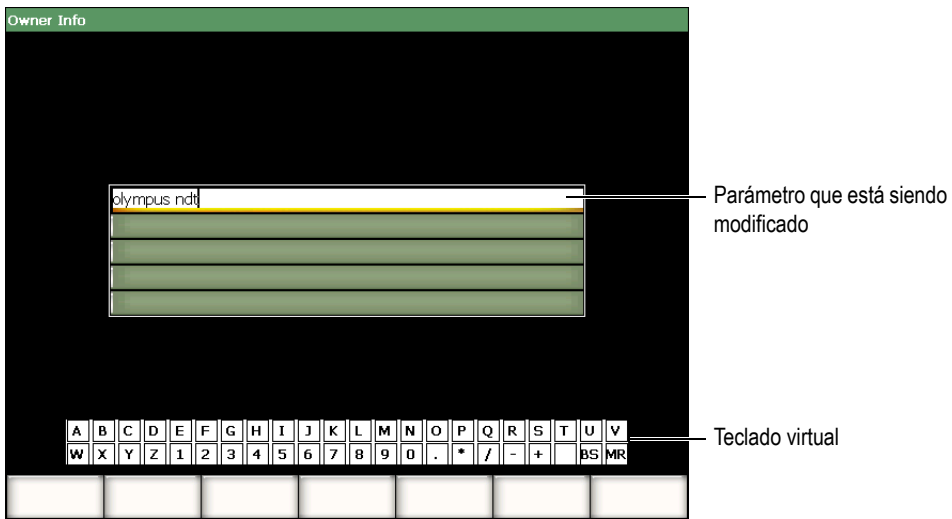 Owner Info
olympus ndt
Parámetro que está siendo
modificado
A B C D E F G H I J K L M N O P Q R S T U V
W X Y Z 1 2 3 4 5 6 7 8 9 0 . * / - + BS MR
Teclado virtual